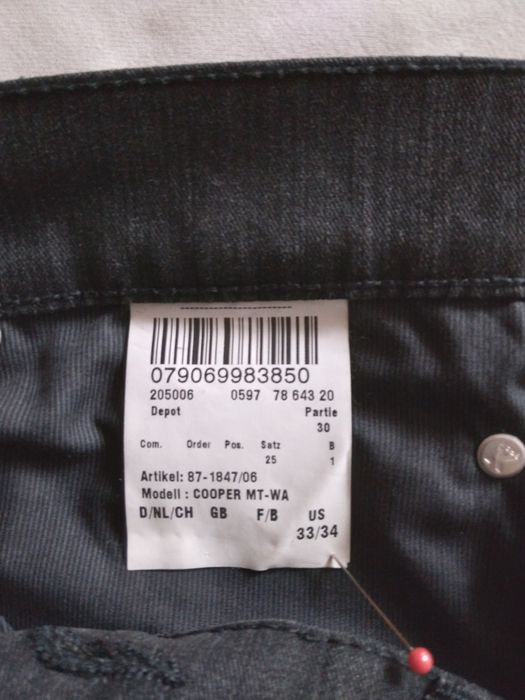 079069983850
205006 0597 78 643 20
Depot Partie
30
Com. Order Pos. Satz B
25 1
Artikel: 87-1847/06
Modell : COOPER MT-WA
D/NL/CH GB F/B US
33/34